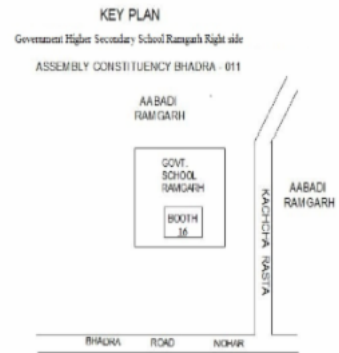 KEY PLAN
Government Higher Secondary School Ramgarh Right side
ASSEMBLY CONSTITUENCY BHADRA - 011
AABADI
RAMGARH
GOVT.
SCHOOL
RAMGARH
BOOTH
16
KACHCHA RASTA
AABADI
RAMGARH
BHADRA ROAD NOHAR